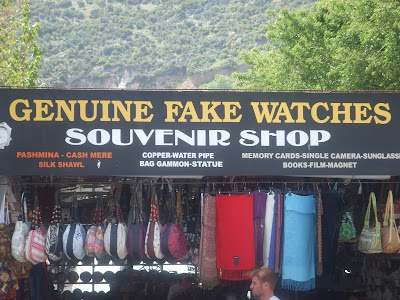 GENUINE FAKE WATCHES
SOUVENIR SHOP
PASHMINA - CASH MERE
SILK SHAWL
COPPER-WATER PIPE
BAG GAMMON-STATUE
MEMORY CARDS-SINGLE CAMERA-SUNGLASS
BOOKS-FILM-MAGNET